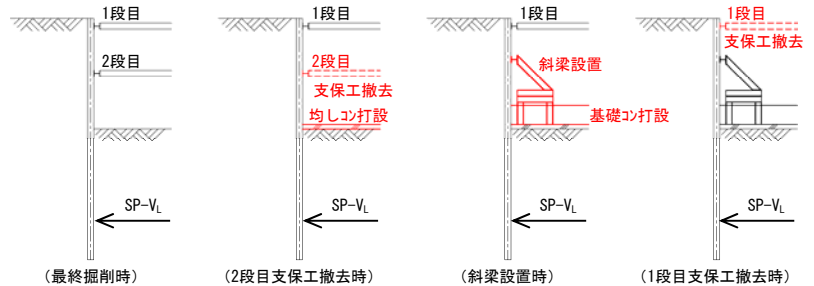 1段目
2段目
SP-VL
(最終掘削時)
1段目
2段目
支保工撤去
均しコン打設
SP-VL
(2段目支保工撤去時)
1段目
斜梁設置
基礎コン打設
SP-VL
(斜梁設置時)
1段目
支保工撤去
SP-VL
(1段目支保工撤去時)